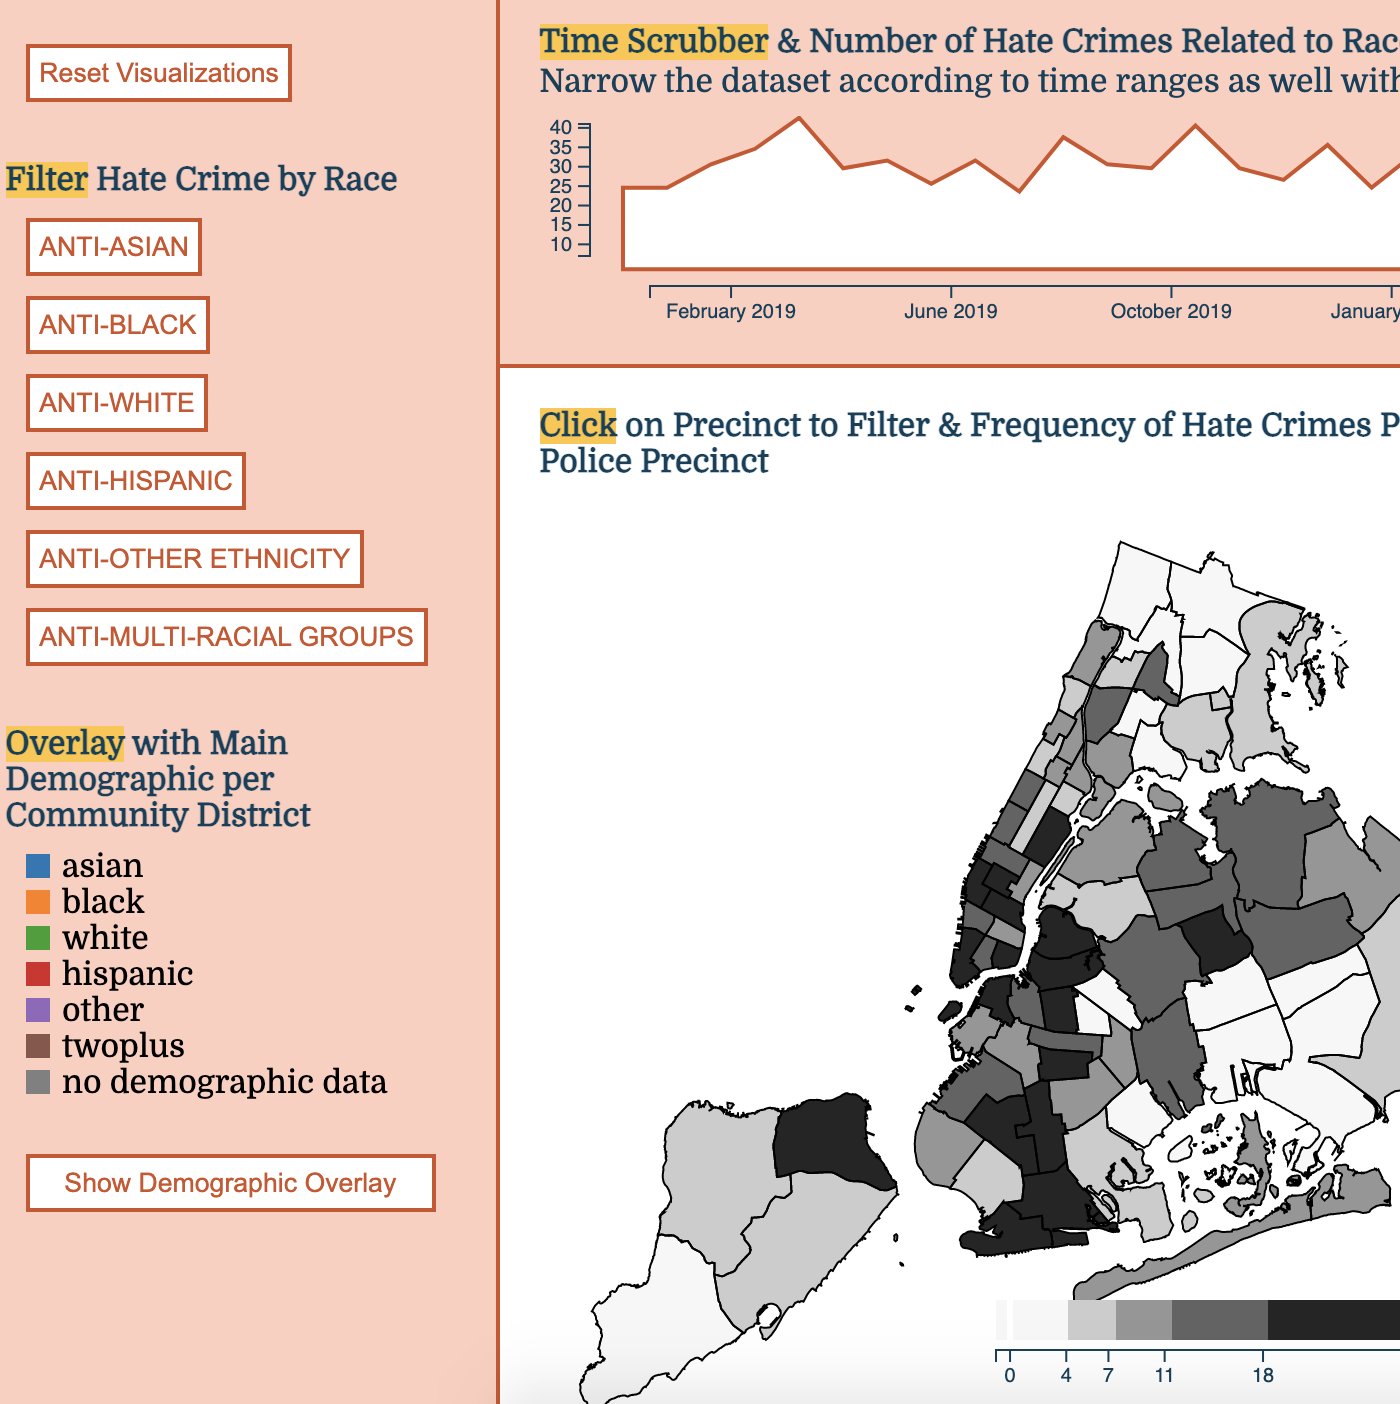 Reset Visualizations
Filter Hate Crime by Race
ANTI-ASIAN
ANTI-BLACK
ANTI-WHITE
ANTI-HISPANIC
ANTI-OTHER ETHNICITY
ANTI-MULTI-RACIAL GROUPS
Overlay with Main
Demographic per
Community District
asian
black
white
hispanic
other
twoplus
no demographic data
Show Demographic Overlay
Time Scrubber & Number of Hate Crimes Related to Rac
Narrow the dataset according to time ranges as well with
40
35
30
25
20
15
10
February 2019
June 2019
October 2019
January
Click on Precinct to Filter & Frequency of Hate Crimes P
Police Precinct
0
4
7
11
18